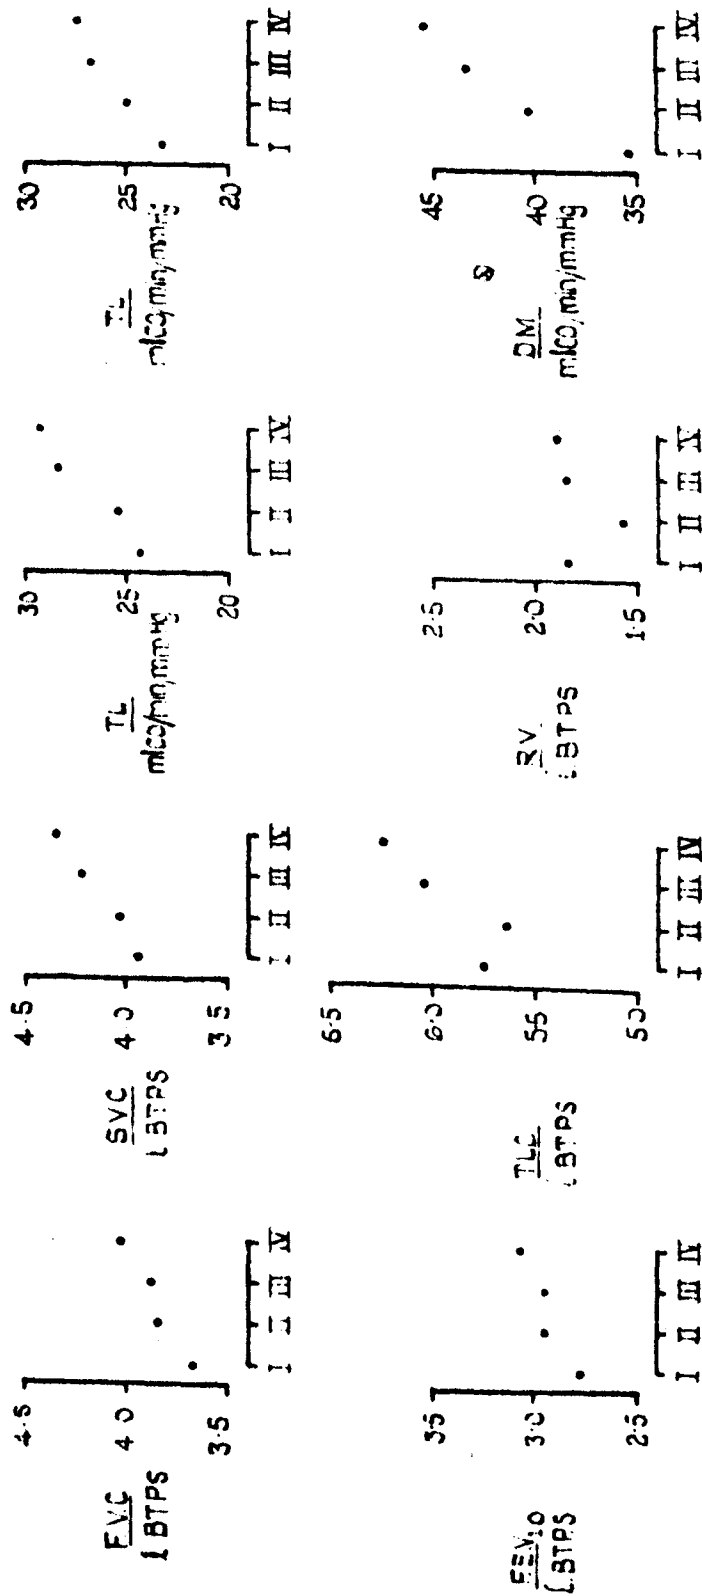 F.V.C
l BTPS
4·5
4·0
3·5
I II III IV
SVC
l BTPS
4·5
4·0
3·5
I II III IV
TL
mlCO/min/mmHg
30
25
20
I II III IV
TL
mlCO/min/mmHg
30
25
20
I II III IV
FEV1·0
l.BTPS
3·5
3·0
2·5
I II III IV
TLC
l BTPS
6·5
6·0
5·5
5·0
I II III IV
RV.
l BTPS
2·5
2·0
1·5
I II III IV
DM
mlCO/min/mmHg
45
40
35
I II III IV